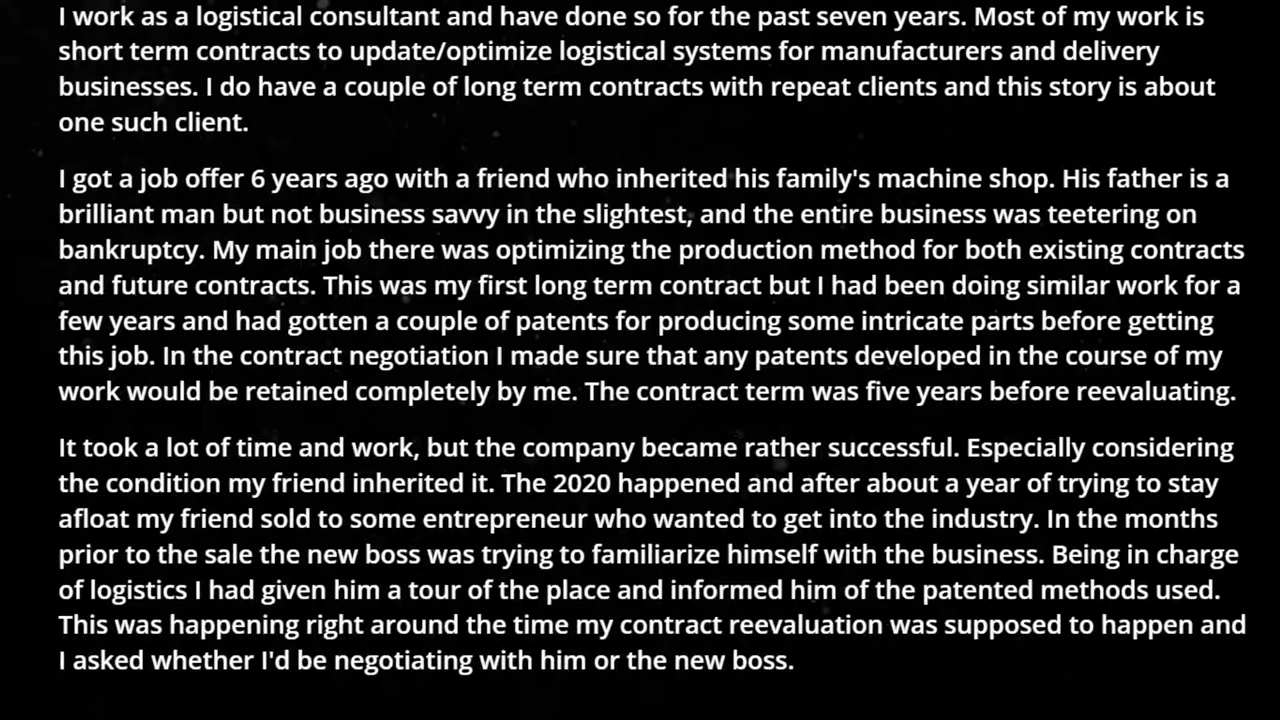 I work as a logistical consultant and have done so for the past seven years. Most of my work is
short term contracts to update/optimize logistical systems for manufacturers and delivery
businesses. I do have a couple of long term contracts with repeat clients and this story is about
one such client.
I got a job offer 6 years ago with a friend who inherited his family's machine shop. His father is a
brilliant man but not business savvy in the slightest, and the entire business was teetering on
bankruptcy. My main job there was optimizing the production method for both existing contracts
and future contracts. This was my first long term contract but I had been doing similar work for a
few years and had gotten a couple of patents for producing some intricate parts before getting
this job. In the contract negotiation I made sure that any patents developed in the course of my
work would be retained completely by me. The contract term was five years before reevaluating.
It took a lot of time and work, but the company became rather successful. Especially considering
the condition my friend inherited it. The 2020 happened and after about a year of trying to stay
afloat my friend sold to some entrepreneur who wanted to get into the industry. In the months
prior to the sale the new boss was trying to familiarize himself with the business. Being in charge
of logistics I had given him a tour of the place and informed him of the patented methods used.
This was happening right around the time my contract reevaluation was supposed to happen and
I asked whether I'd be negotiating with him or the new boss.